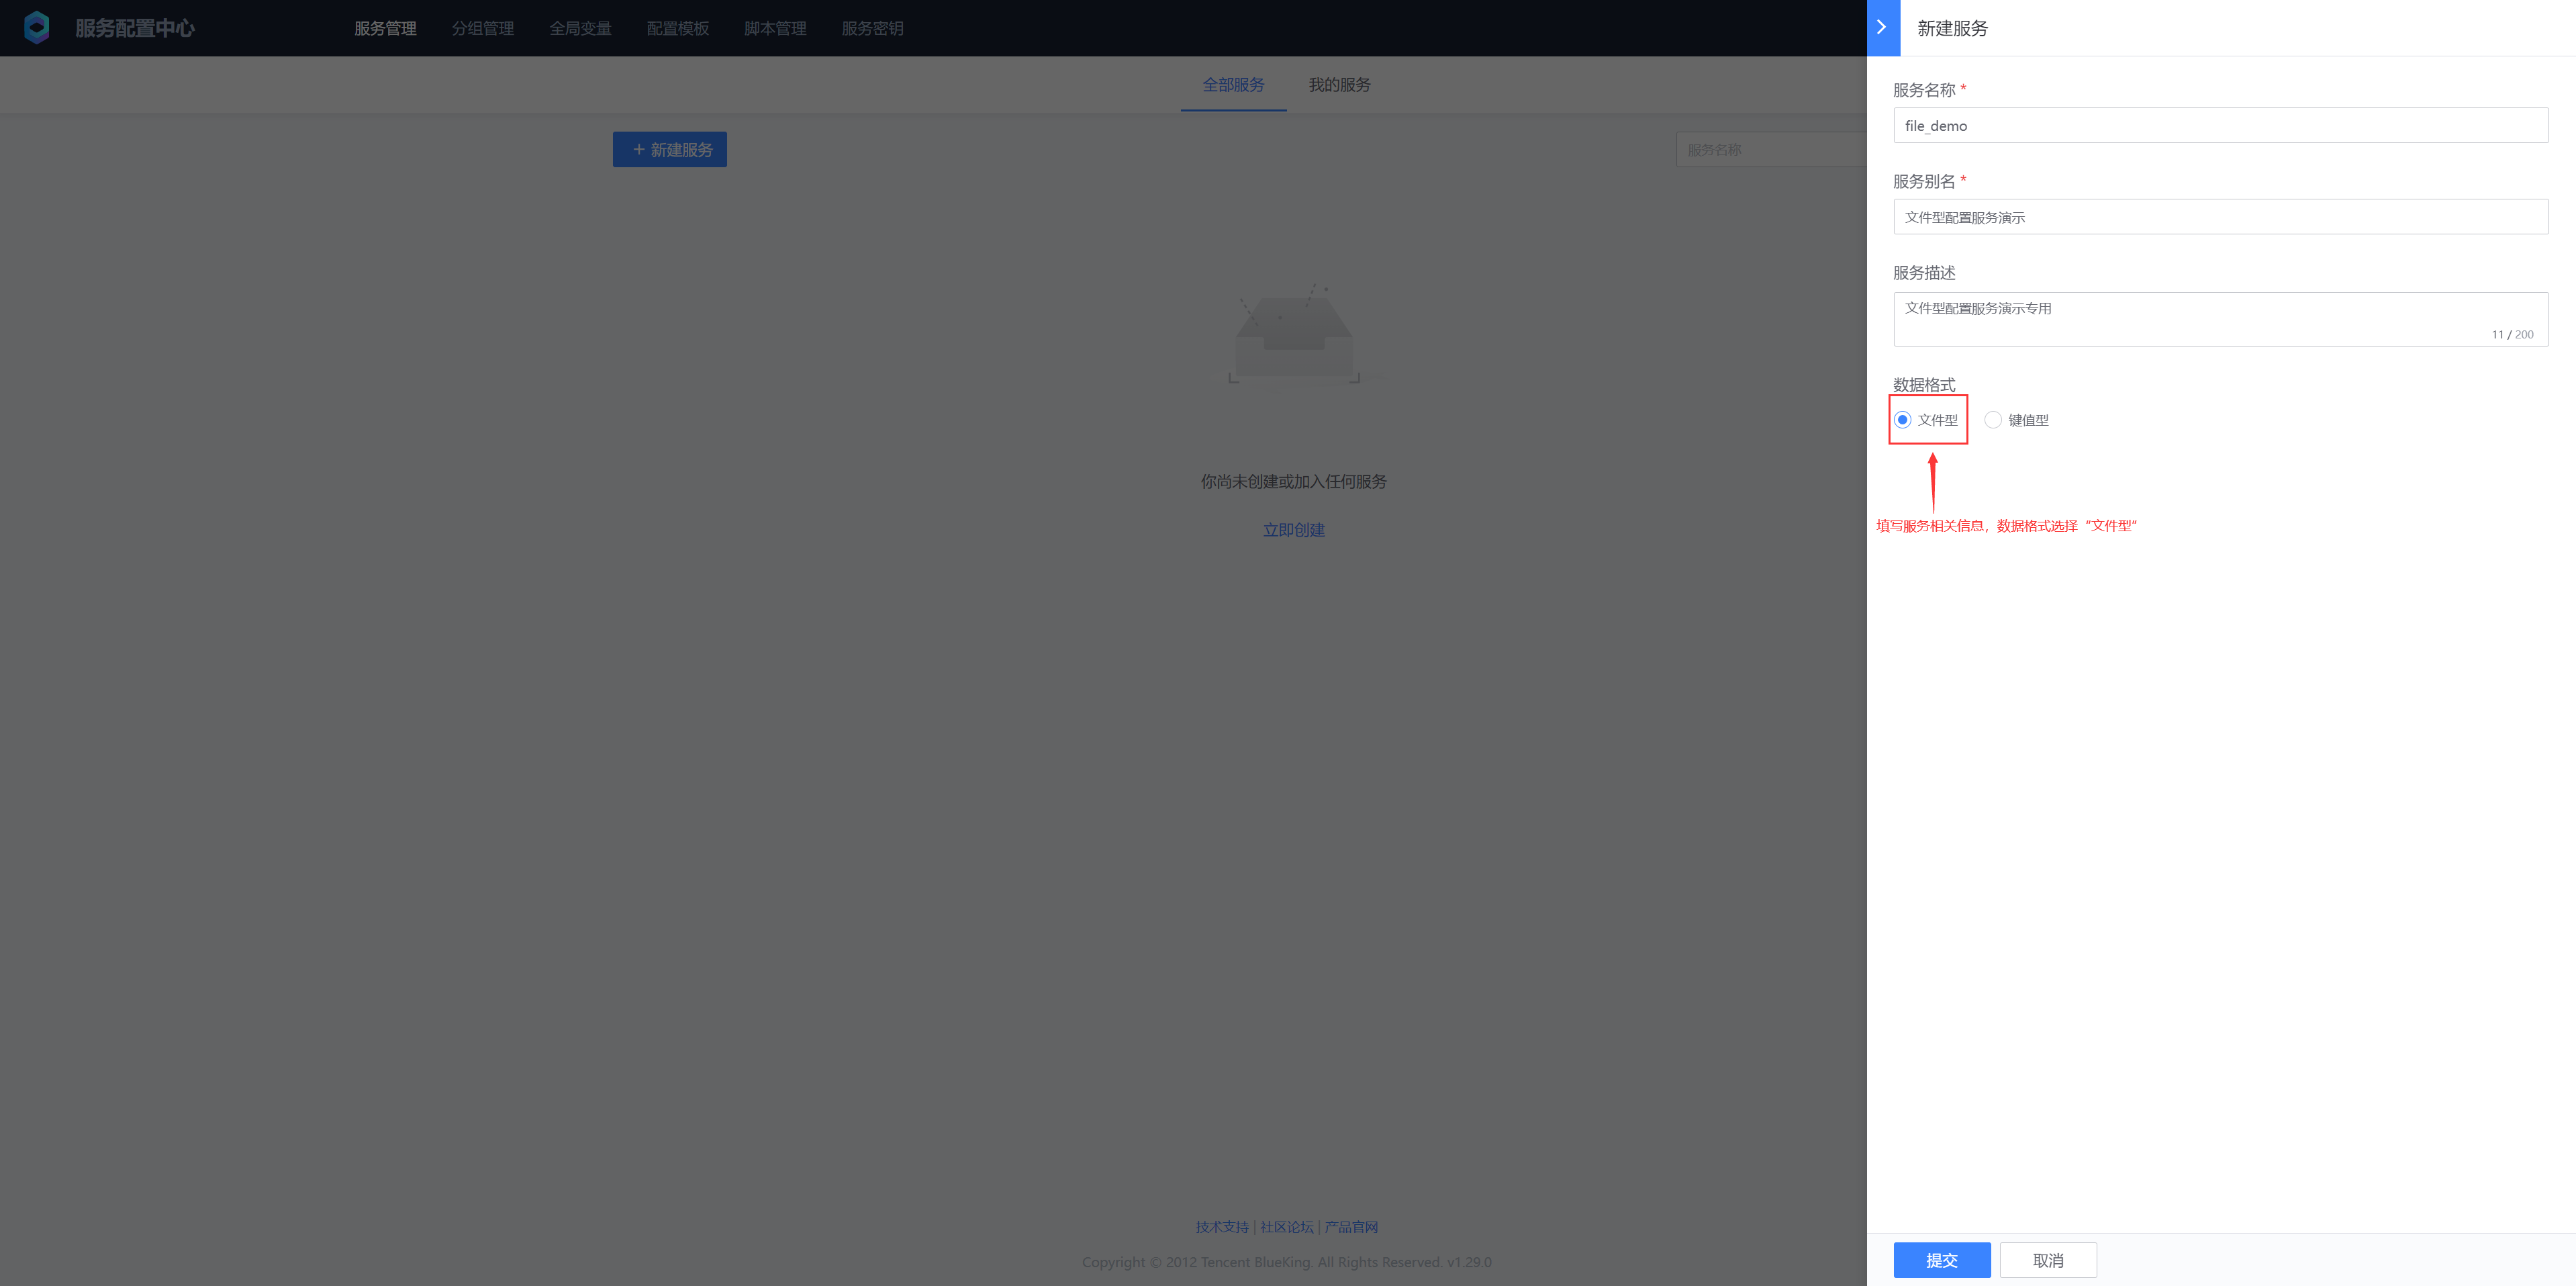 服务配置中心
服务管理 分组管理 全局变量 配置模板 脚本管理 服务密钥
全部服务 我的服务
+ 新建服务
服务名称
你尚未创建或加入任何服务
立即创建
技术支持 | 社区论坛 | 产品官网
Copyright © 2012 Tencent BlueKing. All Rights Reserved. v1.29.0
新建服务
服务名称 *
file_demo
服务别名 *
文件型配置服务演示
服务描述
文件型配置服务演示专用
11 / 200
数据格式
文件型 键值型
填写服务相关信息，数据格式选择“文件型”
提交 取消